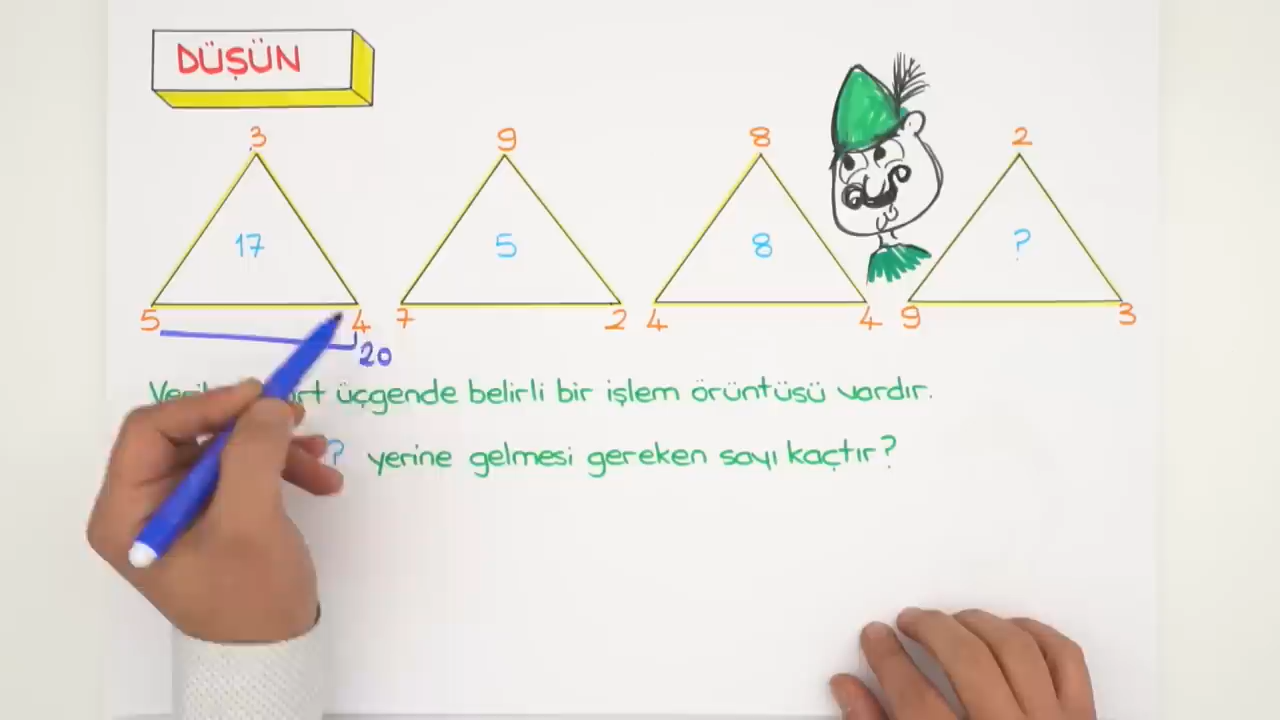 DÜŞÜN
3 9 8 2
17 5 8 ?
5 4 7 2 4 4 9 3
20
üçgende belirli bir işlem örüntüsü vardır.
? yerine gelmesi gereken sayı kaçtır?